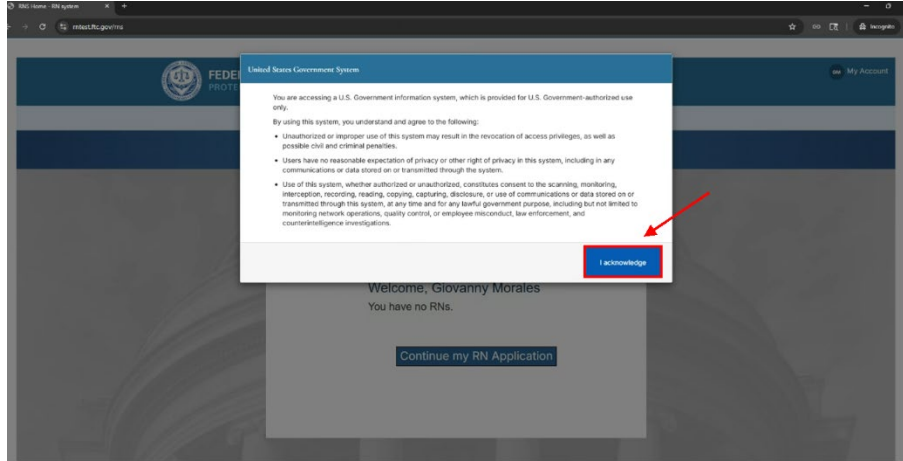 RNS Home - RN system
rntest.ftc.gov/rns
Incognito
FEDE
PROTE
My Account
United States Government System
You are accessing a U.S. Government information system, which is provided for U.S. Government-authorized use
only.
By using this system, you understand and agree to the following:
• Unauthorized or improper use of this system may result in the revocation of access privileges, as well as
possible civil and criminal penalties.
• Users have no reasonable expectation of privacy or other right of privacy in this system, including in any
communications or data stored on or transmitted through the system.
• Use of this system, whether authorized or unauthorized, constitutes consent to the scanning, monitoring,
interception, recording, reading, copying, capturing, disclosure, or use of communications or data stored on or
transmitted through this system, at any time and for any lawful government purpose, including but not limited to
monitoring network operations, quality control, or employee misconduct, law enforcement, and
counterintelligence investigations.
I acknowledge
Welcome, Giovanny Morales
You have no RNs.
Continue my RN Application